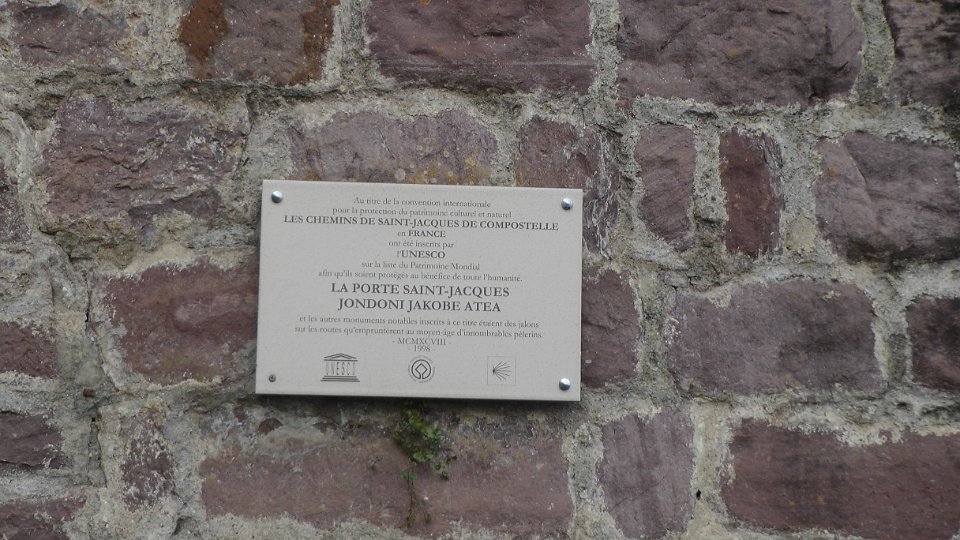 Au titre de la convention internationale
pour la protection du patrimoine culturel et naturel
LES CHEMINS DE SAINT-JACQUES DE COMPOSTELLE
en FRANCE
ont été inscrits par
l'UNESCO
sur la liste du Patrimoine Mondial
afin qu'ils soient protégés au bénéfice de toute l'humanité.
LA PORTE SAINT-JACQUES
JONDONI JAKOBE ATEA
et les autres monuments notables inscrits à ce titre étaient des jalons
sur les routes qu'empruntèrent au moyen-âge d'innombrables pèlerins.
- MCMXCVIII -
- 1998
UNESCO